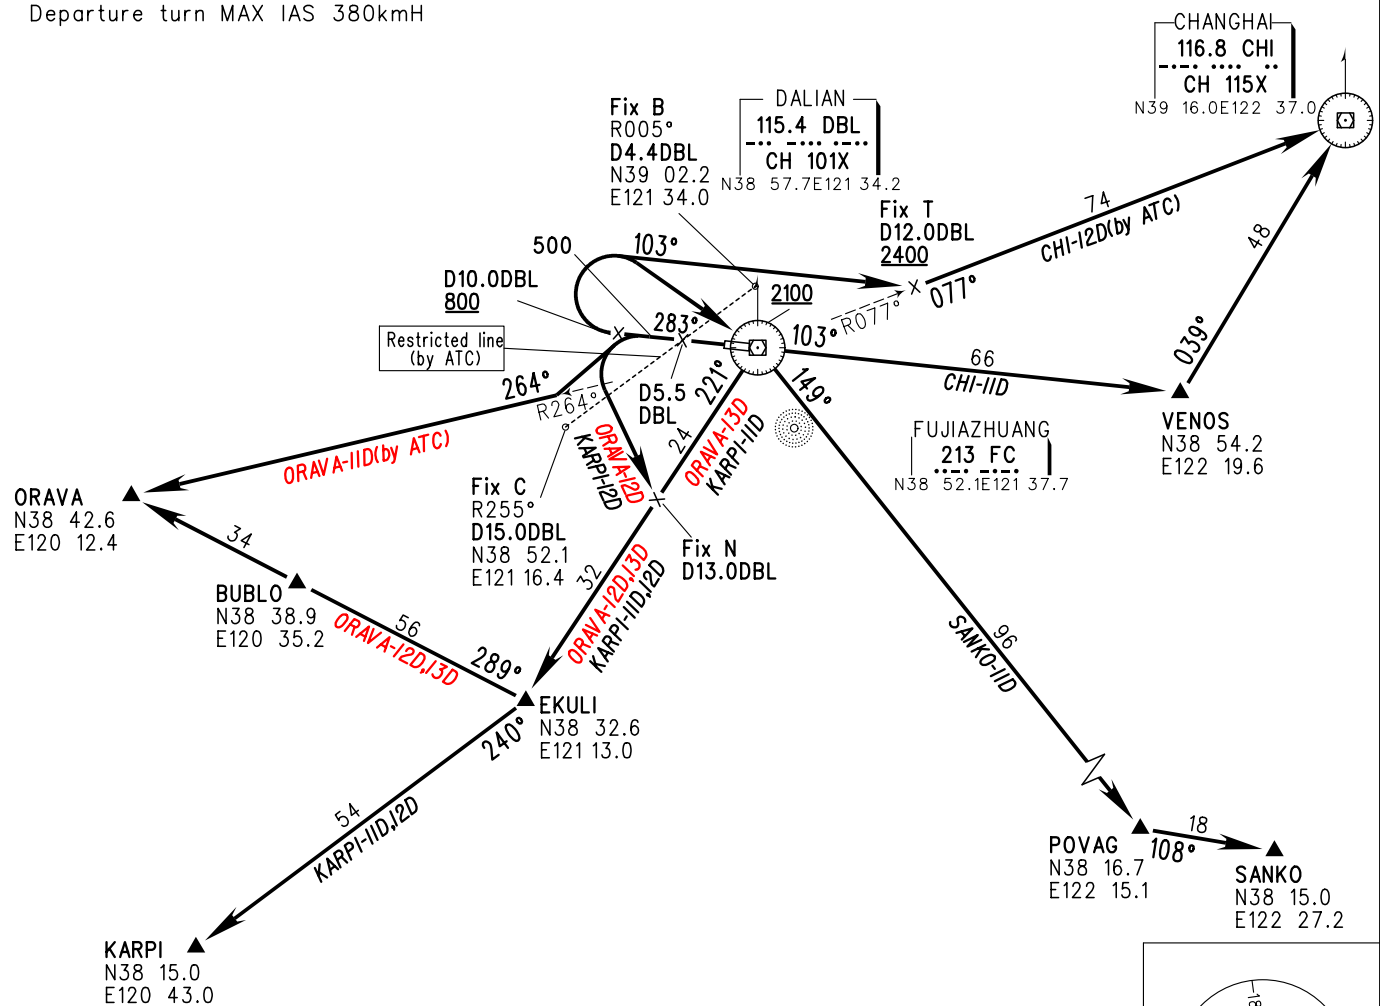 Departure turn MAX IAS 380kmH
CHANGHAI
116.8 CHI
CH 115X
N39 16.0E122 37.0
DALIAN
115.4 DBL
CH 101X
N38 57.7E121 34.2
Fix B
R005°
D4.4DBL
N39 02.2
E121 34.0
Fix T
D12.0DBL
2400
74
CHI-12D(by ATC)
48
039°
500
103°
D10.0DBL
800
2100
077°
R077°
283°
103°
Restricted line
(by ATC)
66
CHI-11D
264°
R264°
D5.5
DBL
221°
149°
VENOS
N38 54.2
E122 19.6
FUJIAZHUANG
213 FC
N38 52.1E121 37.7
ORAVA-11D(by ATC)
ORAVA-12D
KARPI-12D
24
ORAVA-13D
KARPI-11D
ORAVA
N38 42.6
E120 12.4
Fix C
R255°
D15.0DBL
N38 52.1
E121 16.4
Fix N
D13.0DBL
34
32
ORAVA-12D,13D
KARPI-11D,12D
BUBLO
N38 38.9
E120 35.2
56
ORAVA-12D,13D
289°
96
SANKO-11D
EKULI
N38 32.6
E121 13.0
240°
54
KARPI-11D,12D
POVAG
N38 16.7
E122 15.1
18
108°
SANKO
N38 15.0
E122 27.2
KARPI
N38 15.0
E120 43.0